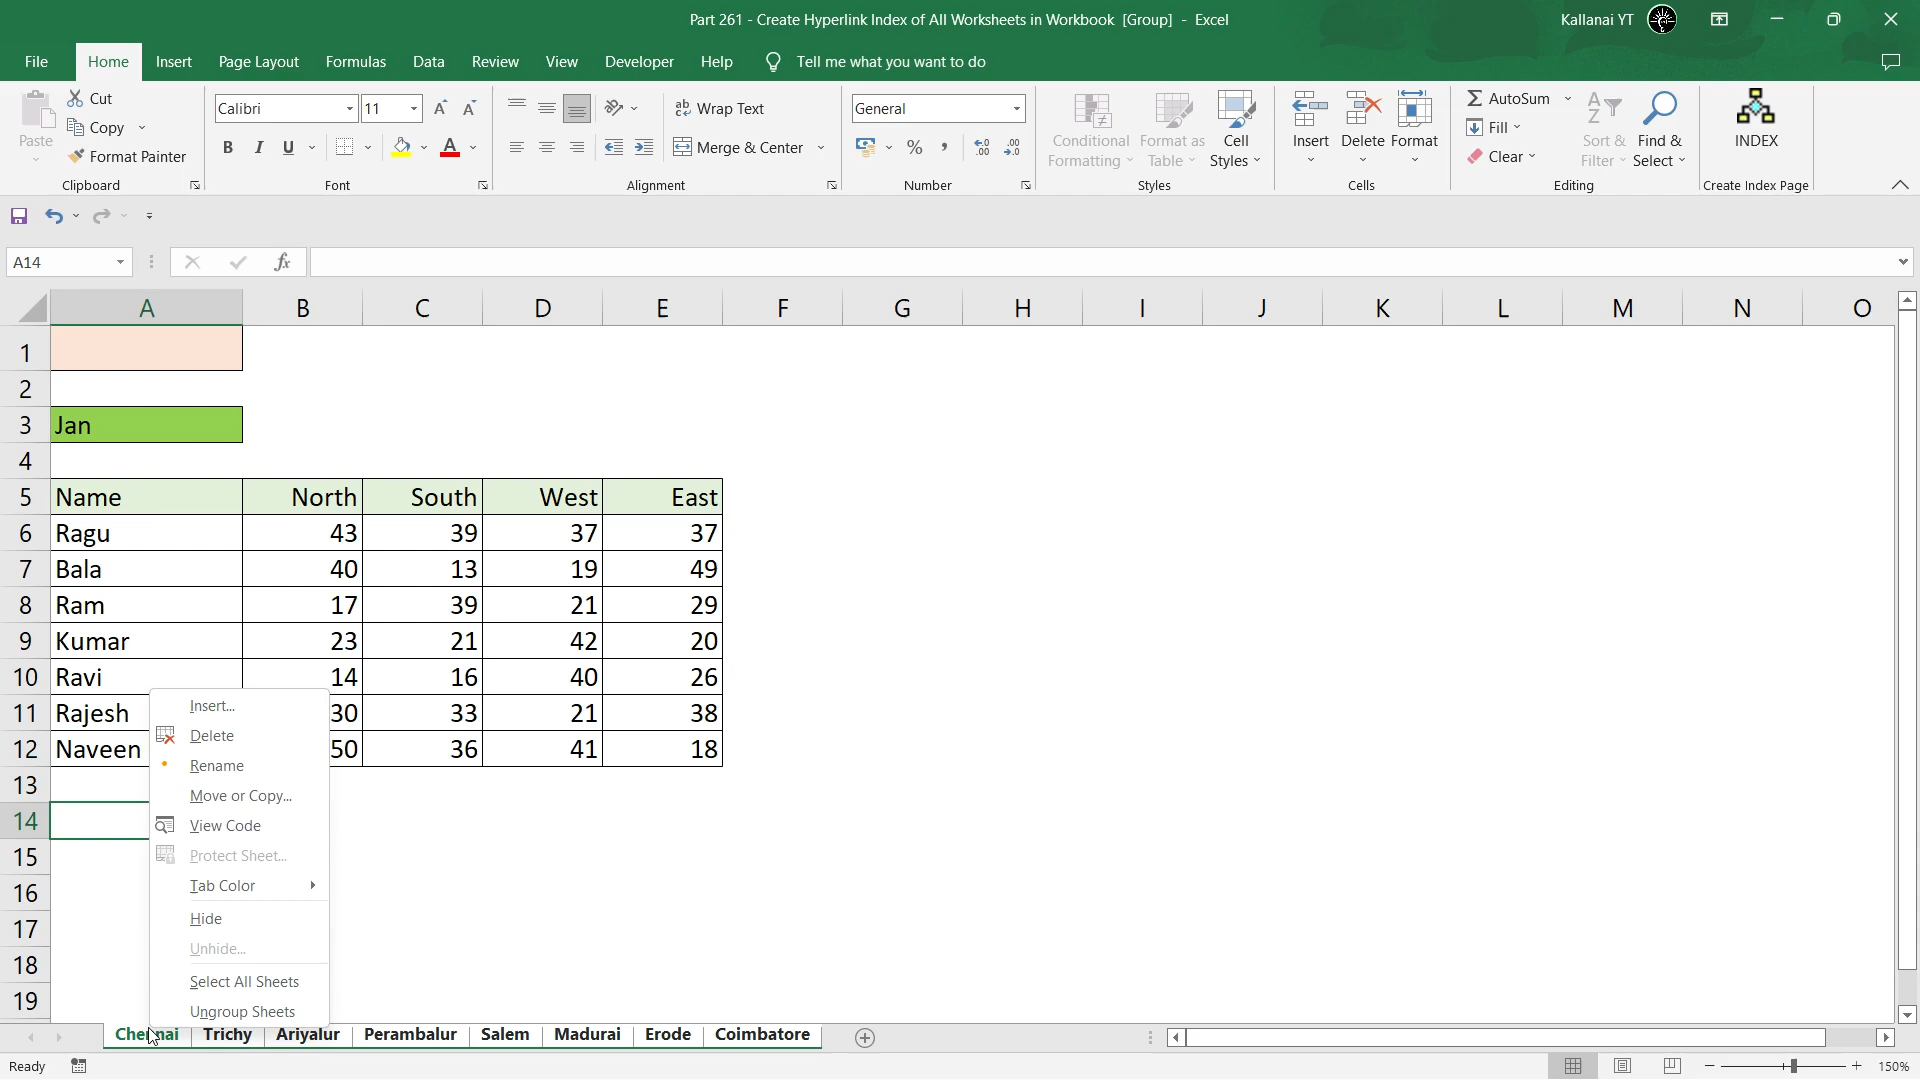 Part 261 - Create Hyperlink Index of All Worksheets in Workbook [Group] - Excel
Kallanai YT
File Home Insert Page Layout Formulas Data Review View Developer Help Tell me what you want to do
Paste
Cut
Copy
Format Painter
Clipboard
Calibri 11
B I U
Font
Wrap Text
Merge & Center
Alignment
General
Number
Conditional Formatting
Format as Table
Cell Styles
Styles
Insert Delete Format
Cells
AutoSum
Fill
Clear
Sort & Filter
Find & Select
Editing
INDEX
Create Index Page
A14
fx
A B C D E F G H I J K L M N O
1
2
3 Jan
4
5 Name North South West East
6 Ragu 43 39 37 37
7 Bala 40 13 19 49
8 Ram 17 39 21 29
9 Kumar 23 21 42 20
10 Ravi 14 16 40 26
11 Rajesh 30 33 21 38
12 Naveen 50 36 41 18
13
14
15
16
17
18
19
Insert...
Delete
Rename
Move or Copy...
View Code
Protect Sheet...
Tab Color
Hide
Unhide...
Select All Sheets
Ungroup Sheets
Chennai Trichy Ariyalur Perambalur Salem Madurai Erode Coimbatore
Ready
150%